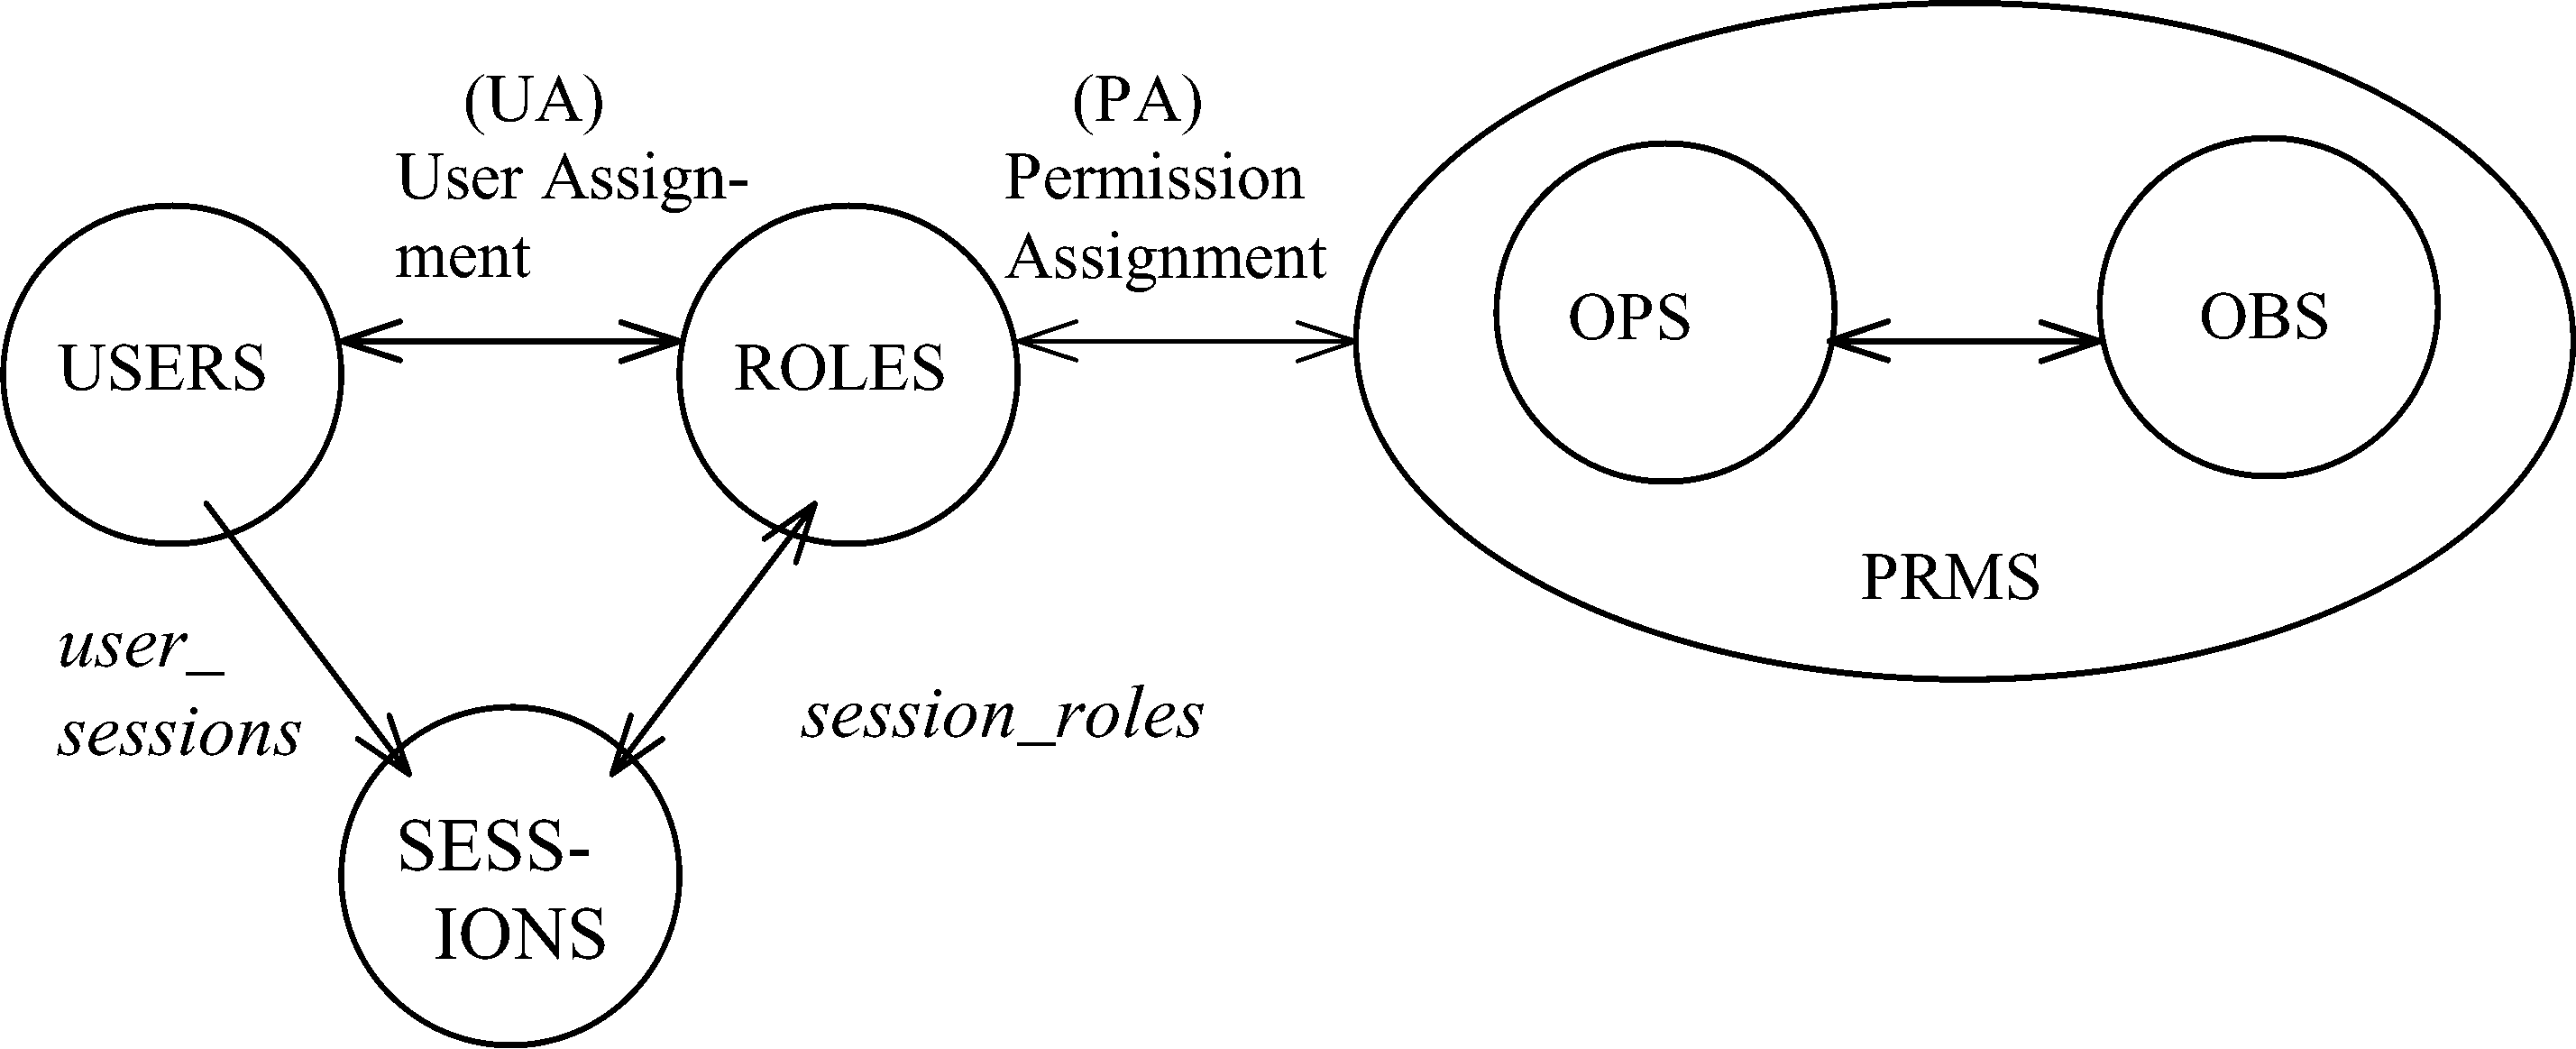 (UA)
User Assign-
ment
(PA)
Permission
Assignment
USERS
ROLES
OPS
OBS
PRMS
user_
sessions
session_roles
SESS-
IONS